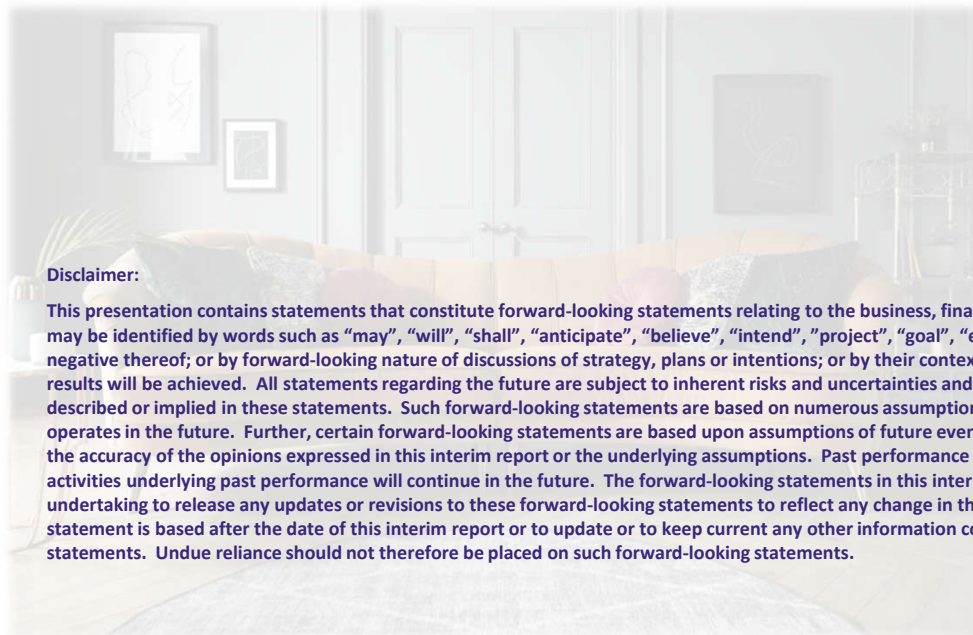 Disclaimer:
This presentation contains statements that constitute forward-looking statements relating to the business, fina
may be identified by words such as “may”, “will”, “shall”, “anticipate”, “believe”, “intend”, ”project”, “goal”, “e
negative thereof; or by forward-looking nature of discussions of strategy, plans or intentions; or by their contex
results will be achieved.  All statements regarding the future are subject to inherent risks and uncertainties and
described or implied in these statements.  Such forward-looking statements are based on numerous assumption
operates in the future.  Further, certain forward-looking statements are based upon assumptions of future even
the accuracy of the opinions expressed in this interim report or the underlying assumptions.  Past performance
activities underlying past performance will continue in the future.  The forward-looking statements in this inter
undertaking to release any updates or revisions to these forward-looking statements to reflect any change in th
statement is based after the date of this interim report or to update or to keep current any other information co
statements.  Undue reliance should not therefore be placed on such forward-looking statements.